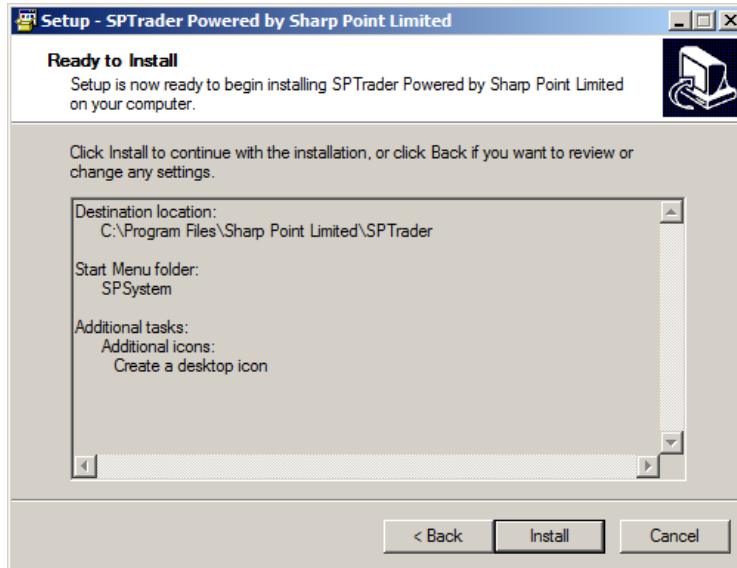 Setup - SPTrader Powered by Sharp Point Limited
Ready to Install
Setup is now ready to begin installing SPTrader Powered by Sharp Point Limited
on your computer.
Click Install to continue with the installation, or click Back if you want to review or
change any settings.
Destination location:
C:\Program Files\Sharp Point Limited\SPTrader
Start Menu folder:
SPSystem
Additional tasks:
Additional icons:
Create a desktop icon
< Back
Install
Cancel